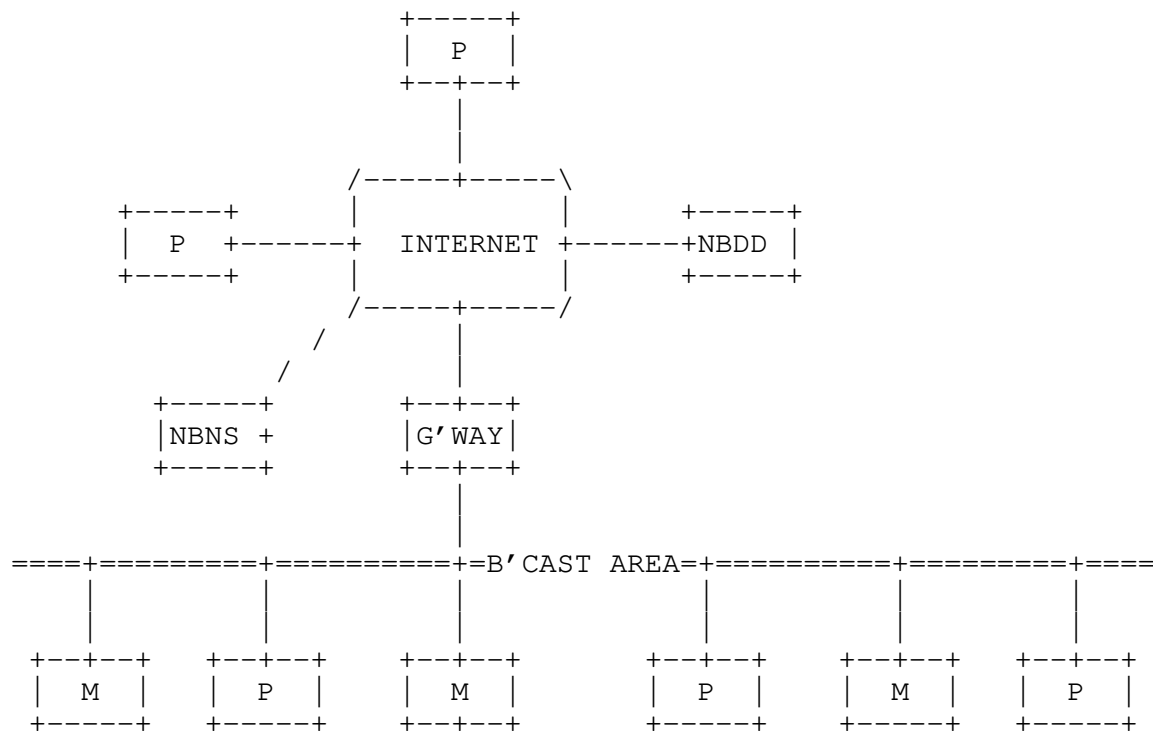 P
P INTERNET NBDD
NBNS G'WAY
B'CAST AREA
M P M P M P